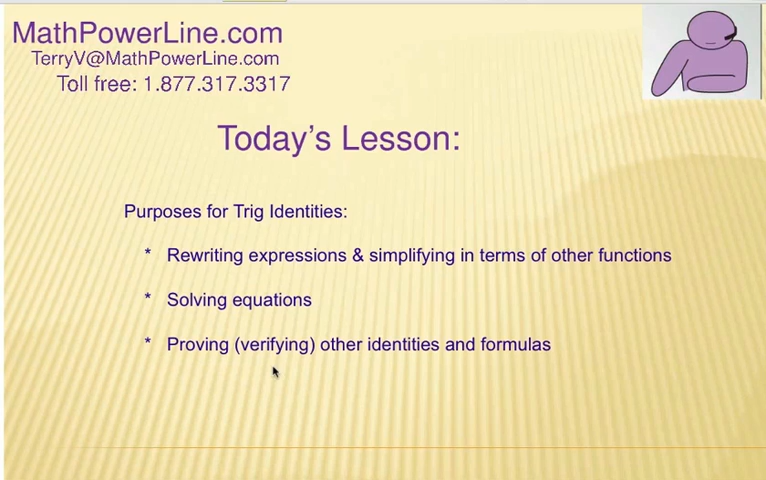 MathPowerLine.com
TerryV@MathPowerLine.com
Toll free: 1.877.317.3317
Today's Lesson:
Purposes for Trig Identities:
* Rewriting expressions & simplifying in terms of other functions
* Solving equations
* Proving (verifying) other identities and formulas